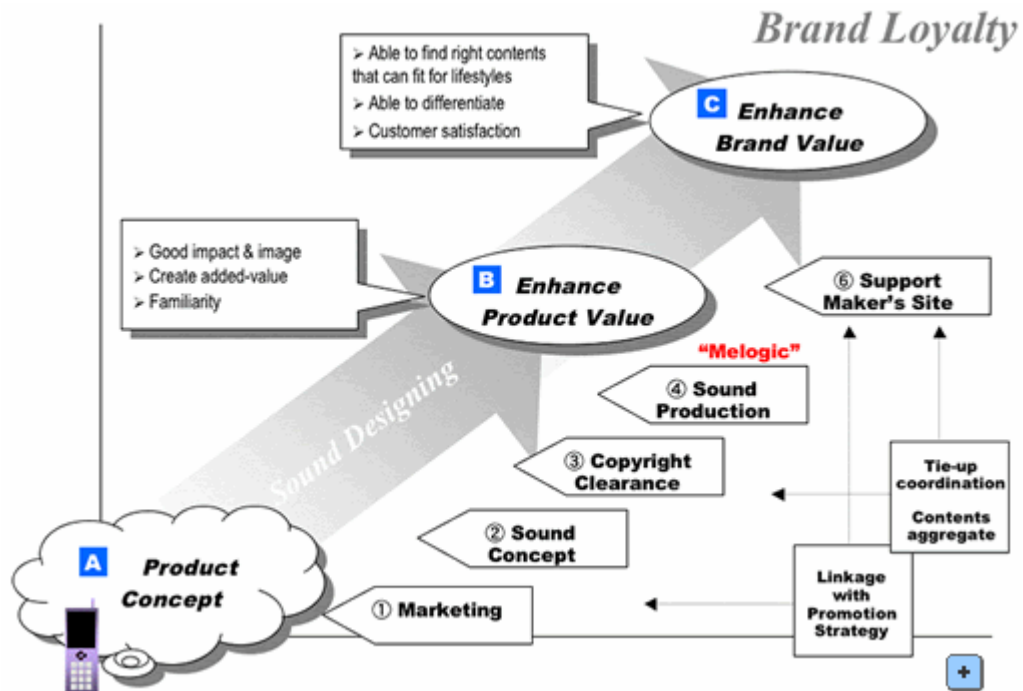 Brand Loyalty
➢ Able to find right contents
that can fit for lifestyles
➢ Able to differentiate
➢ Customer satisfaction
C Enhance
Brand Value
➢ Good impact & image
➢ Create added-value
➢ Familiarity
B Enhance
Product Value
⑥ Support
Maker's Site
"Melogic"
④ Sound
Production
Sound Designing
③ Copyright
Clearance
Tie-up
coordination
Contents
aggregate
② Sound
Concept
A Product
Concept
① Marketing
Linkage
with
Promotion
Strategy
+